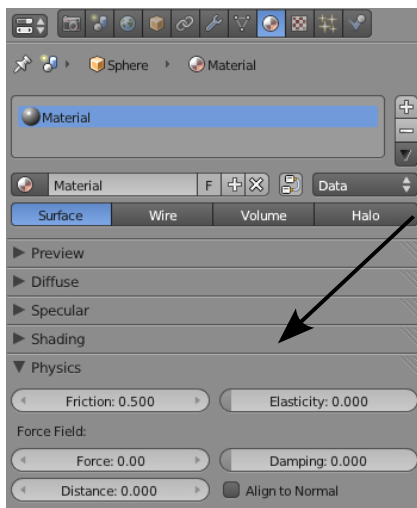 Sphere Material
Material
Material F Data
Surface Wire Volume Halo
Preview
Diffuse
Specular
Shading
Physics
Friction: 0.500 Elasticity: 0.000
Force Field:
Force: 0.00 Damping: 0.000
Distance: 0.000 Align to Normal